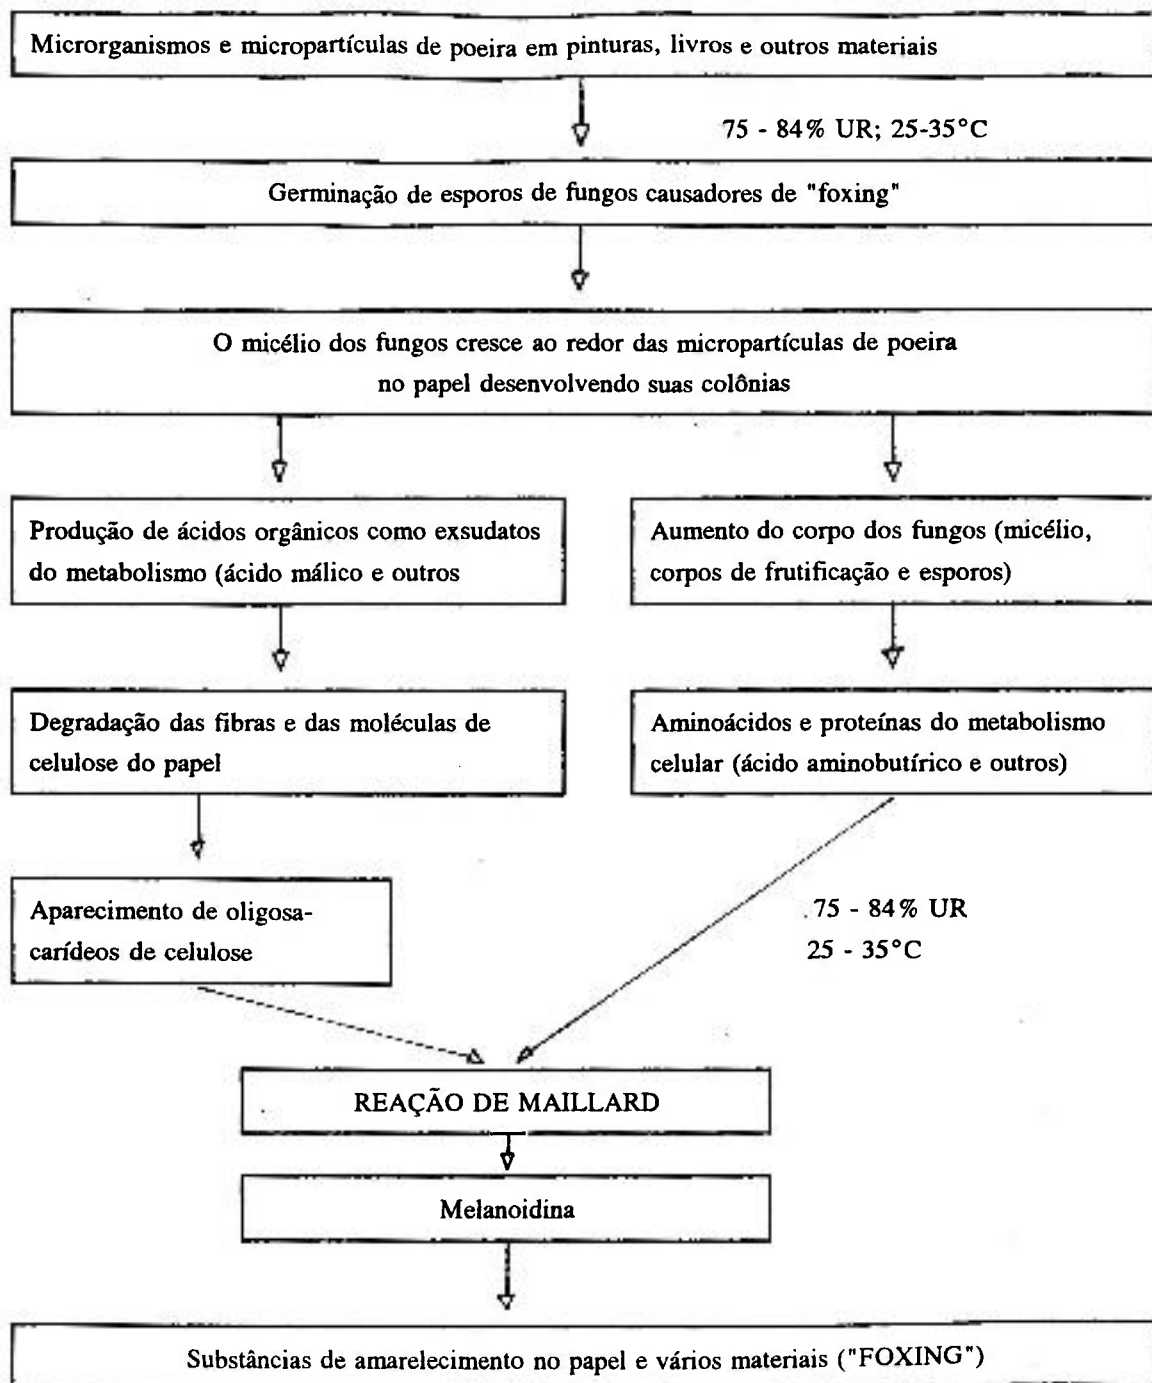 Microrganismos e micropartículas de poeira em pinturas, livros e outros materiais
75 - 84% UR; 25-35°C
Germinação de esporos de fungos causadores de "foxing"
O micélio dos fungos cresce ao redor das micropartículas de poeira
no papel desenvolvendo suas colônias
Produção de ácidos orgânicos como exsudatos
do metabolismo (ácido málico e outros
Aumento do corpo dos fungos (micélio,
corpos de frutificação e esporos)
Degradação das fibras e das moléculas de
celulose do papel
Aminoácidos e proteínas do metabolismo
celular (ácido aminobutírico e outros)
Aparecimento de oligosa-
carídeos de celulose
75 - 84% UR
25 - 35°C
REAÇÃO DE MAILLARD
Melanoidina
Substâncias de amarelecimento no papel e vários materiais ("FOXING")